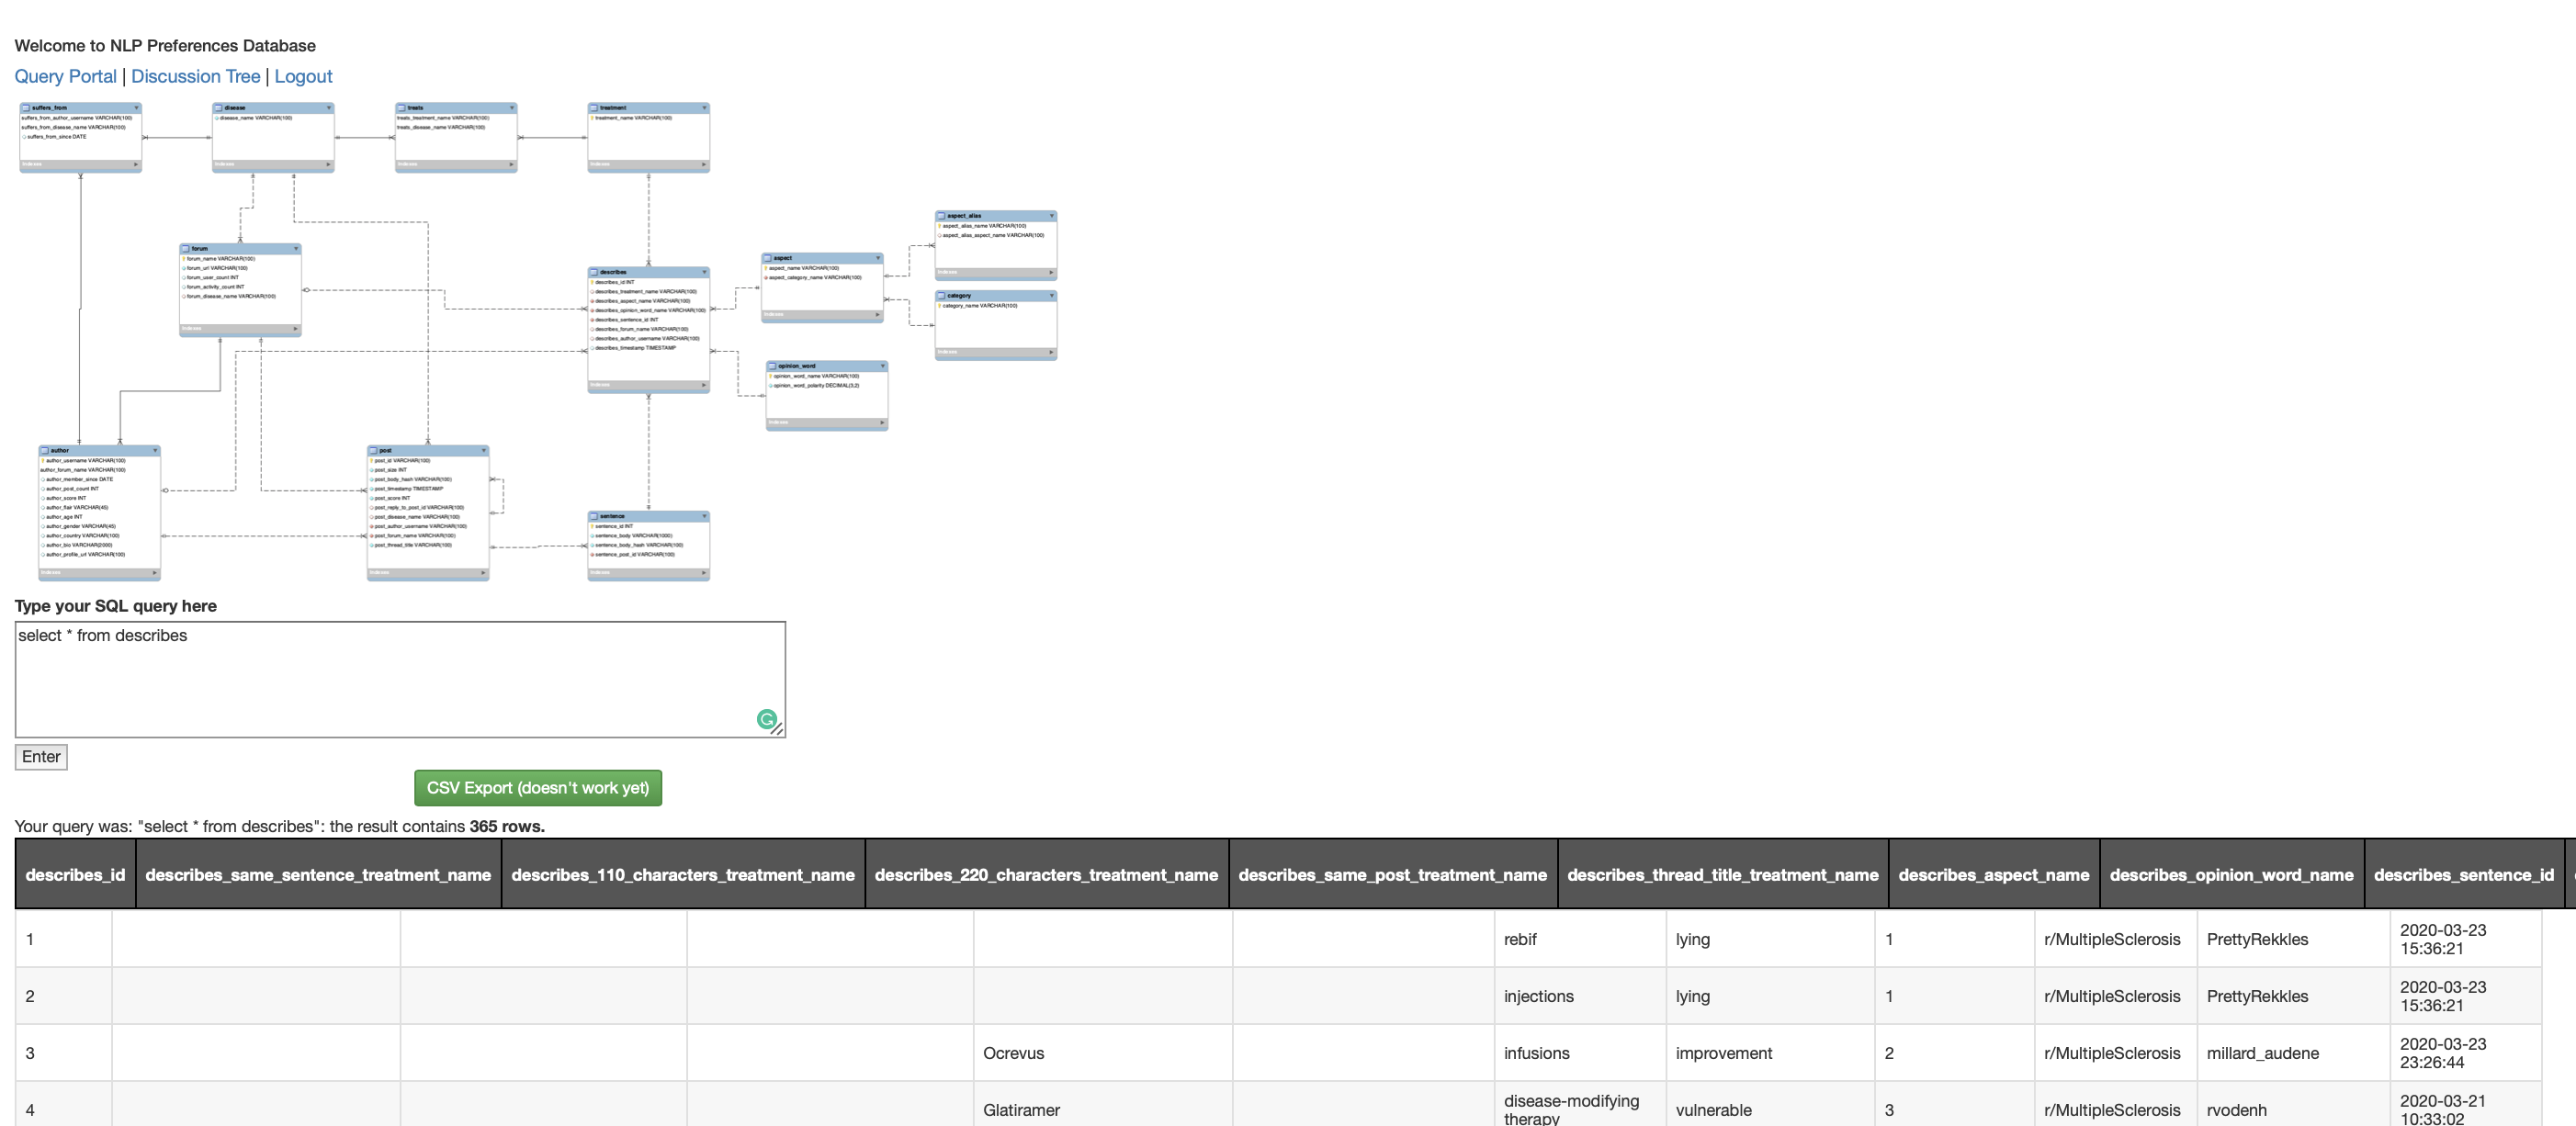 Welcome to NLP Preferences Database
Query Portal | Discussion Tree | Logout
suffers_from
suffers_from_author_username VARCHAR(100)
suffers_from_disease_name VARCHAR(100)
suffers_from_since DATE
Indexes
disease
disease_name VARCHAR(100)
Indexes
treats
treats_treatment_name VARCHAR(100)
treats_disease_name VARCHAR(100)
Indexes
treatment
treatment_name VARCHAR(100)
Indexes
forum
forum_name VARCHAR(100)
forum_url VARCHAR(100)
forum_user_count INT
forum_activity_count INT
forum_disease_name VARCHAR(100)
Indexes
describes
describes_id INT
describes_treatment_name VARCHAR(100)
describes_aspect_name VARCHAR(100)
describes_opinion_word_name VARCHAR(100)
describes_sentence_id INT
describes_forum_name VARCHAR(100)
describes_author_username VARCHAR(100)
describes_timestamp TIMESTAMP
Indexes
aspect
aspect_name VARCHAR(100)
aspect_category_name VARCHAR(100)
Indexes
aspect_alias
aspect_alias_name VARCHAR(100)
aspect_alias_aspect_name VARCHAR(100)
Indexes
category
category_name VARCHAR(100)
Indexes
opinion_word
opinion_word_name VARCHAR(100)
opinion_word_polarity DECIMAL(3,2)
Indexes
author
author_username VARCHAR(100)
author_forum_name VARCHAR(100)
author_member_since DATE
author_post_count INT
author_score INT
author_flair VARCHAR(45)
author_age INT
author_gender VARCHAR(45)
author_country VARCHAR(100)
author_bio VARCHAR(2000)
author_profile_url VARCHAR(100)
Indexes
post
post_id VARCHAR(100)
post_size INT
post_body_hash VARCHAR(100)
post_timestamp TIMESTAMP
post_score INT
post_reply_to_post_id VARCHAR(100)
post_disease_name VARCHAR(100)
post_author_username VARCHAR(100)
post_forum_name VARCHAR(100)
post_thread_title VARCHAR(100)
Indexes
sentence
sentence_id INT
sentence_body VARCHAR(1000)
sentence_body_hash VARCHAR(100)
sentence_post_id VARCHAR(100)
Indexes
Type your SQL query here
select * from describes
Enter
CSV Export (doesn't work yet)
Your query was: "select * from describes": the result contains 365 rows.
describes_id describes_same_sentence_treatment_name describes_110_characters_treatment_name describes_220_characters_treatment_name describes_same_post_treatment_name describes_thread_title_treatment_name describes_aspect_name describes_opinion_word_name describes_sentence_id
1 rebif lying 1 r/MultipleSclerosis PrettyRekkles 2020-03-23 15:36:21
2 injections lying 1 r/MultipleSclerosis PrettyRekkles 2020-03-23 15:36:21
3 Ocrevus infusions improvement 2 r/MultipleSclerosis millard_audene 2020-03-23 23:26:44
4 Glatiramer disease-modifying therapy vulnerable 3 r/MultipleSclerosis rvodenh 2020-03-21 10:33:02